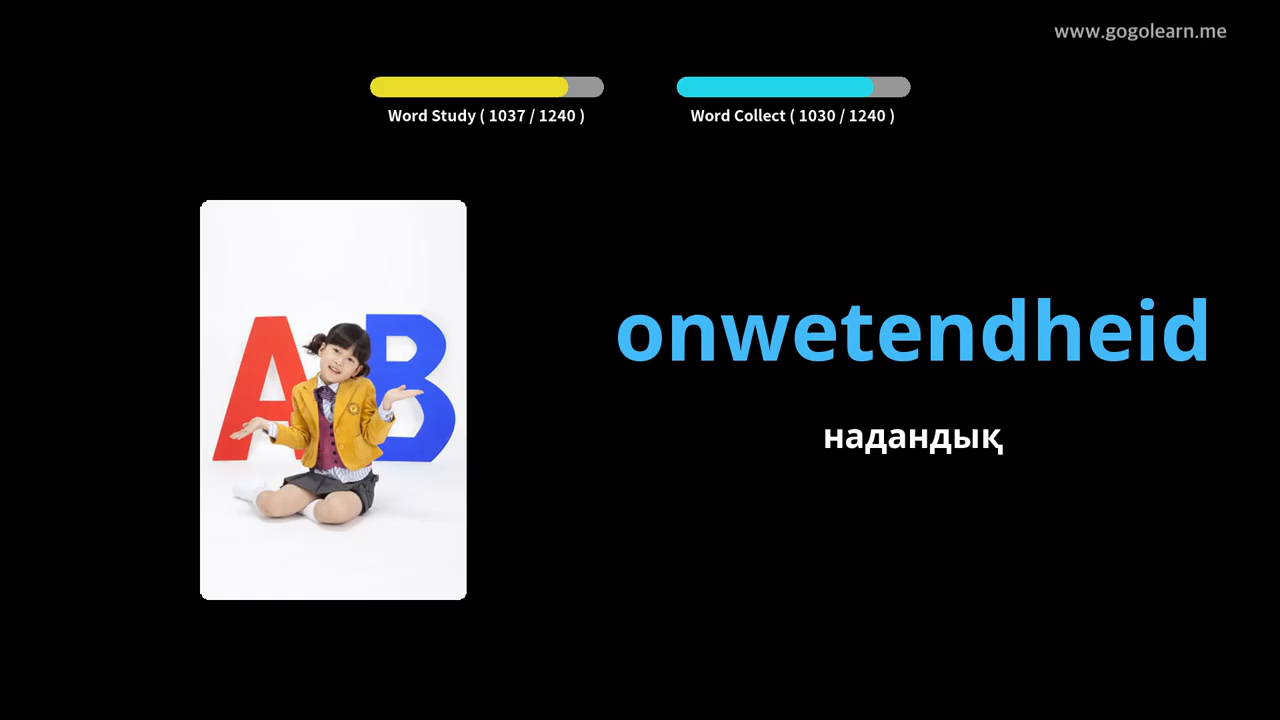 www.gogolearn.me
Word Study ( 1037 / 1240 )
Word Collect ( 1030 / 1240 )
A B
onwetendheid
надандық